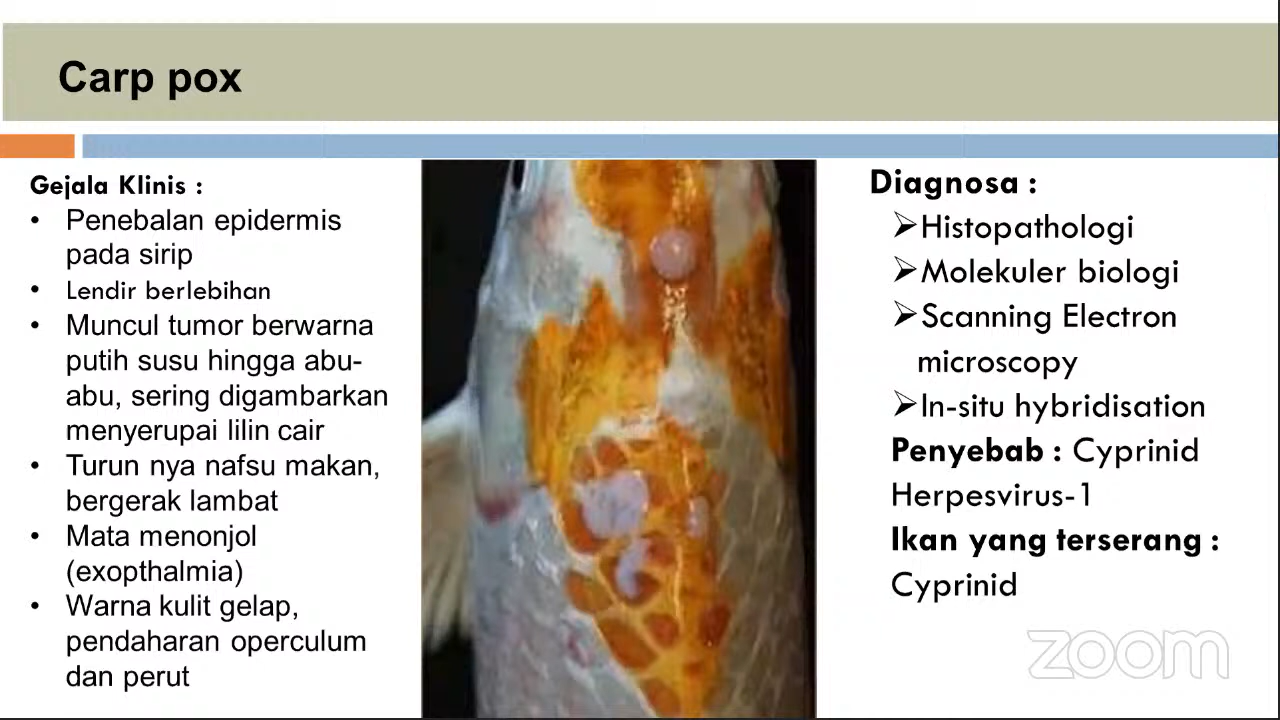 Carp pox
Gejala Klinis :
• Penebalan epidermis
pada sirip
• Lendir berlebihan
• Muncul tumor berwarna
putih susu hingga abu-
abu, sering digambarkan
menyerupai lilin cair
• Turun nya nafsu makan,
bergerak lambat
• Mata menonjol
(exopthalmia)
• Warna kulit gelap,
pendaharan operculum
dan perut
Diagnosa :
➢Histopathologi
➢Molekuler biologi
➢Scanning Electron
microscopy
➢In-situ hybridisation
Penyebab : Cyprinid
Herpesvirus-1
Ikan yang terserang :
Cyprinid
zoom